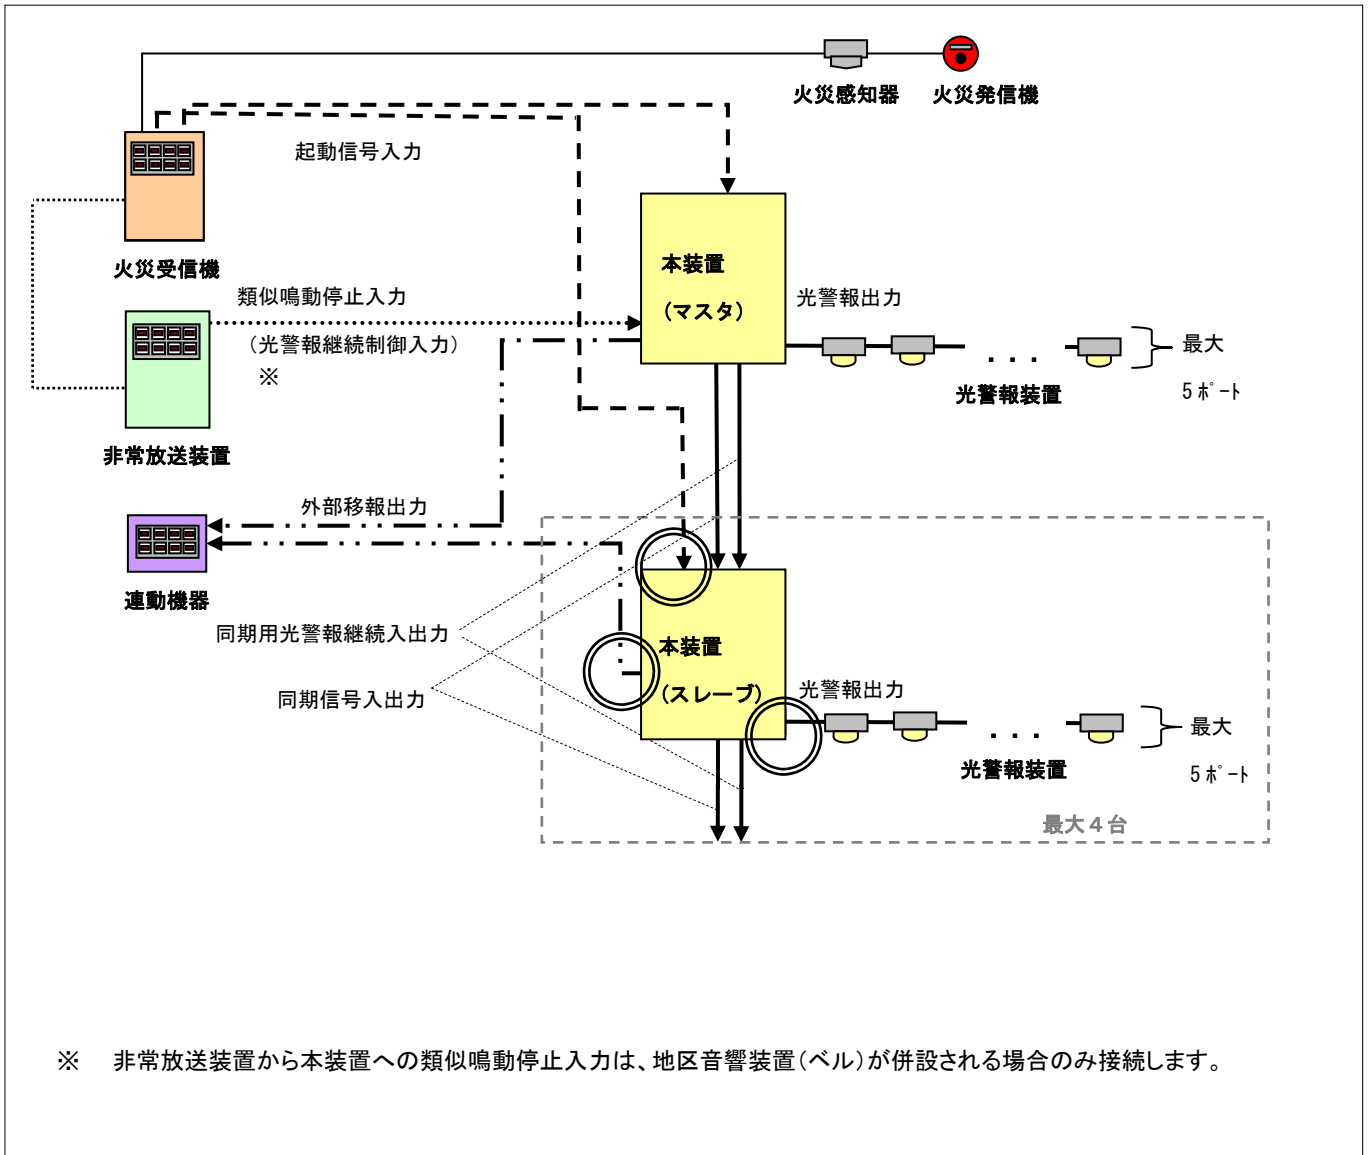 火災感知器
火災発信機
起動信号入力
火災受信機
本装置
(マスタ)
類似鳴動停止入力
(光警報継続制御入力)
※
光警報出力
最大
5ポート
光警報装置
非常放送装置
外部移報出力
連動機器
同期用光警報継続入出力
本装置
(スレーブ)
同期信号入出力
光警報出力
最大
5ポート
光警報装置
最大4台
※ 非常放送装置から本装置への類似鳴動停止入力は、地区音響装置(ベル)が併設される場合のみ接続します。